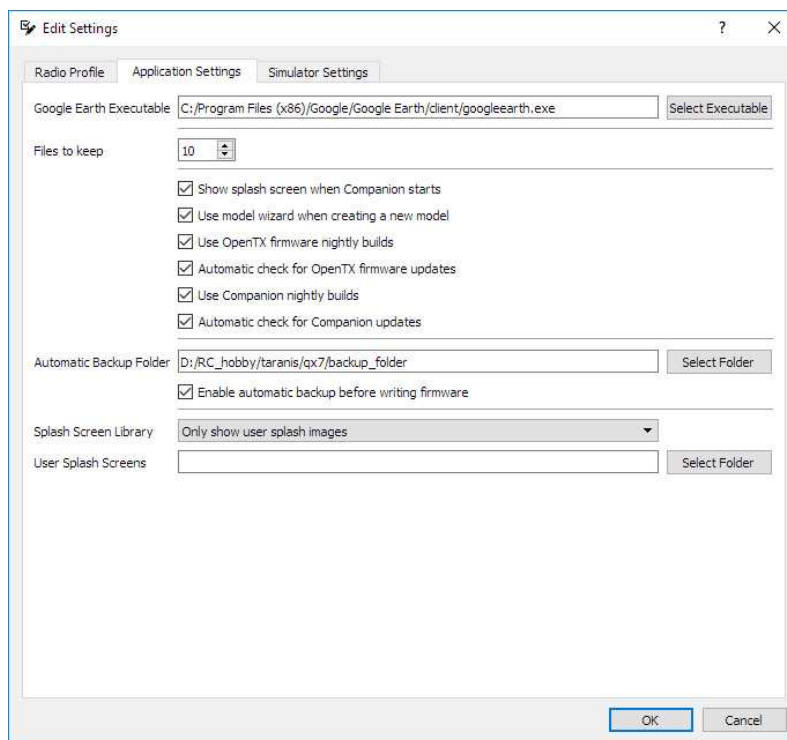 Edit Settings
?
Radio Profile Application Settings Simulator Settings
Google Earth Executable C:/Program Files (x86)/Google/Google Earth/client/googleearth.exe Select Executable
Files to keep 10
Show splash screen when Companion starts
Use model wizard when creating a new model
Use OpenTX firmware nightly builds
Automatic check for OpenTX firmware updates
Use Companion nightly builds
Automatic check for Companion updates
Automatic Backup Folder D:/RC_hobby/taranis/qx7/backup_folder Select Folder
Enable automatic backup before writing firmware
Splash Screen Library Only show user splash images
User Splash Screens Select Folder
OK Cancel